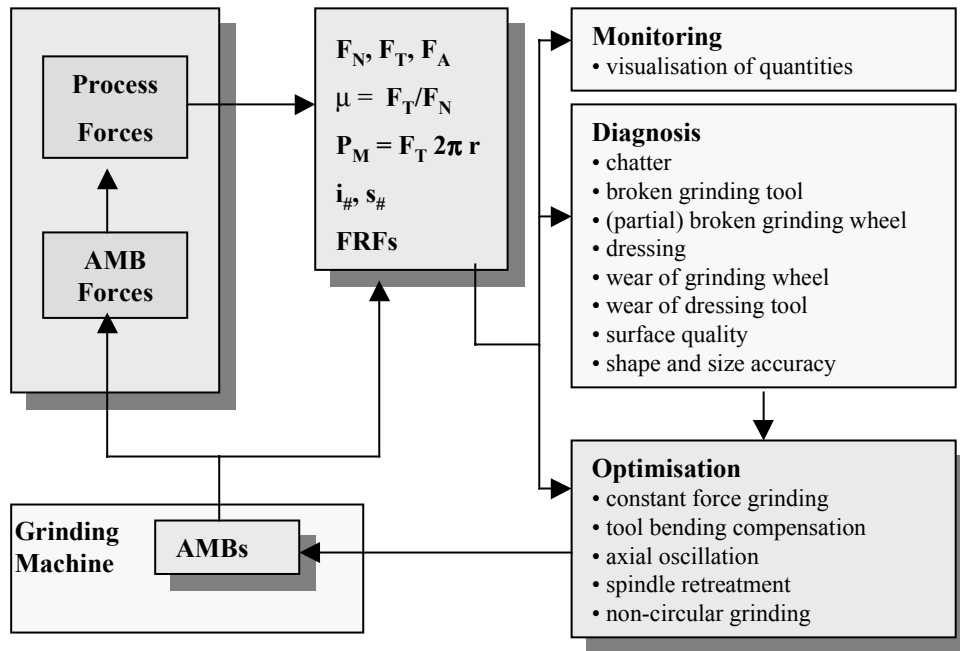 Process
Forces
AMB
Forces
F_N, F_T, F_A
μ = F_T/F_N
P_M = F_T 2π r
i_#, s_#
FRFs
Monitoring
• visualisation of quantities
Diagnosis
• chatter
• broken grinding tool
• (partial) broken grinding wheel
• dressing
• wear of grinding wheel
• wear of dressing tool
• surface quality
• shape and size accuracy
Optimisation
• constant force grinding
• tool bending compensation
• axial oscillation
• spindle retreatment
• non-circular grinding
Grinding
Machine
AMBs